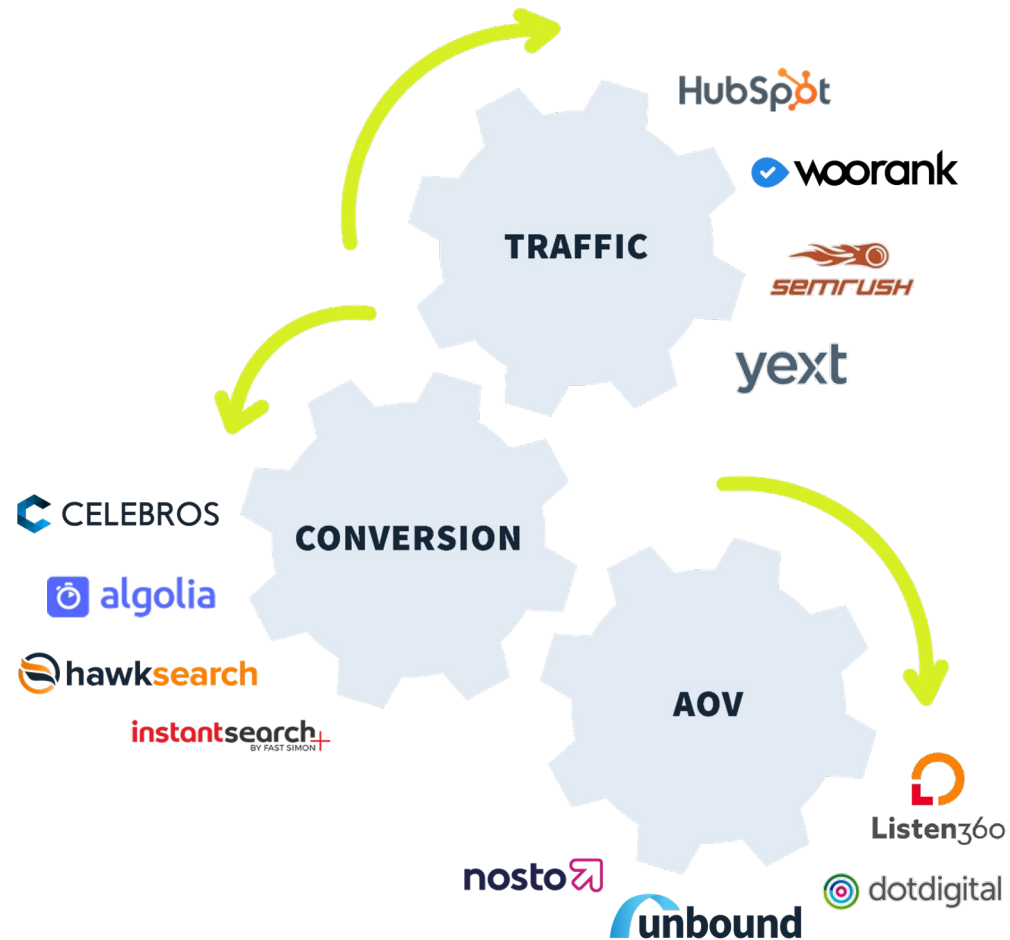 HubSpot
woorank
TRAFFIC
semrush
yext
CELEBROS
CONVERSION
algolia
hawksearch
instantsearch+
BY FAST SIMON
AOV
Listen360
nosto
dotdigital
unbound